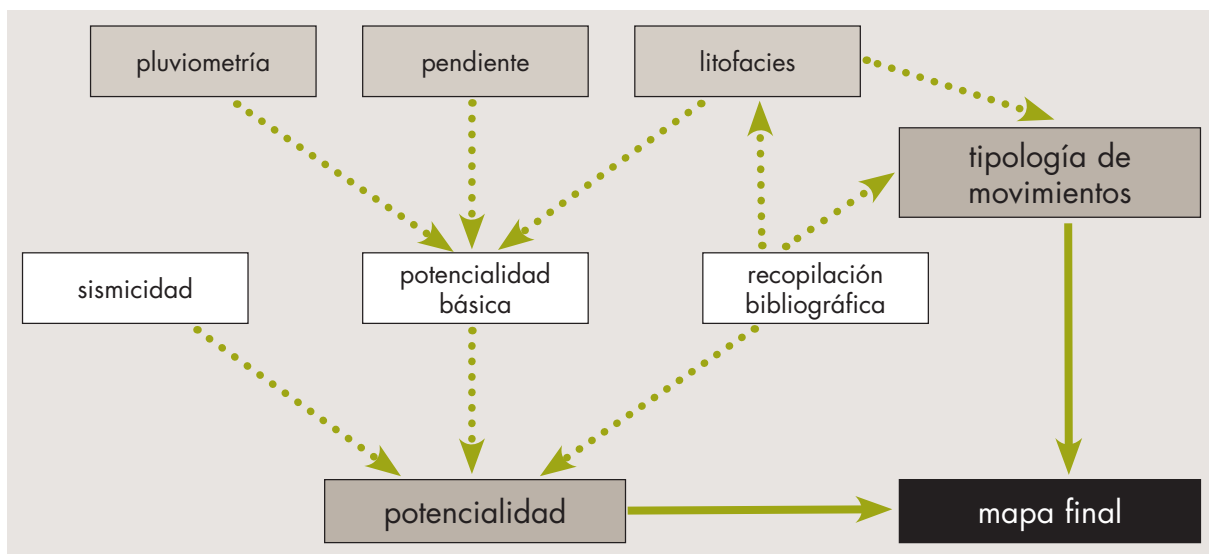 pluviometría
pendiente
litofacies
tipología de
movimientos
sismicidad
potencialidad
básica
recopilación
bibliográfica
potencialidad
mapa final